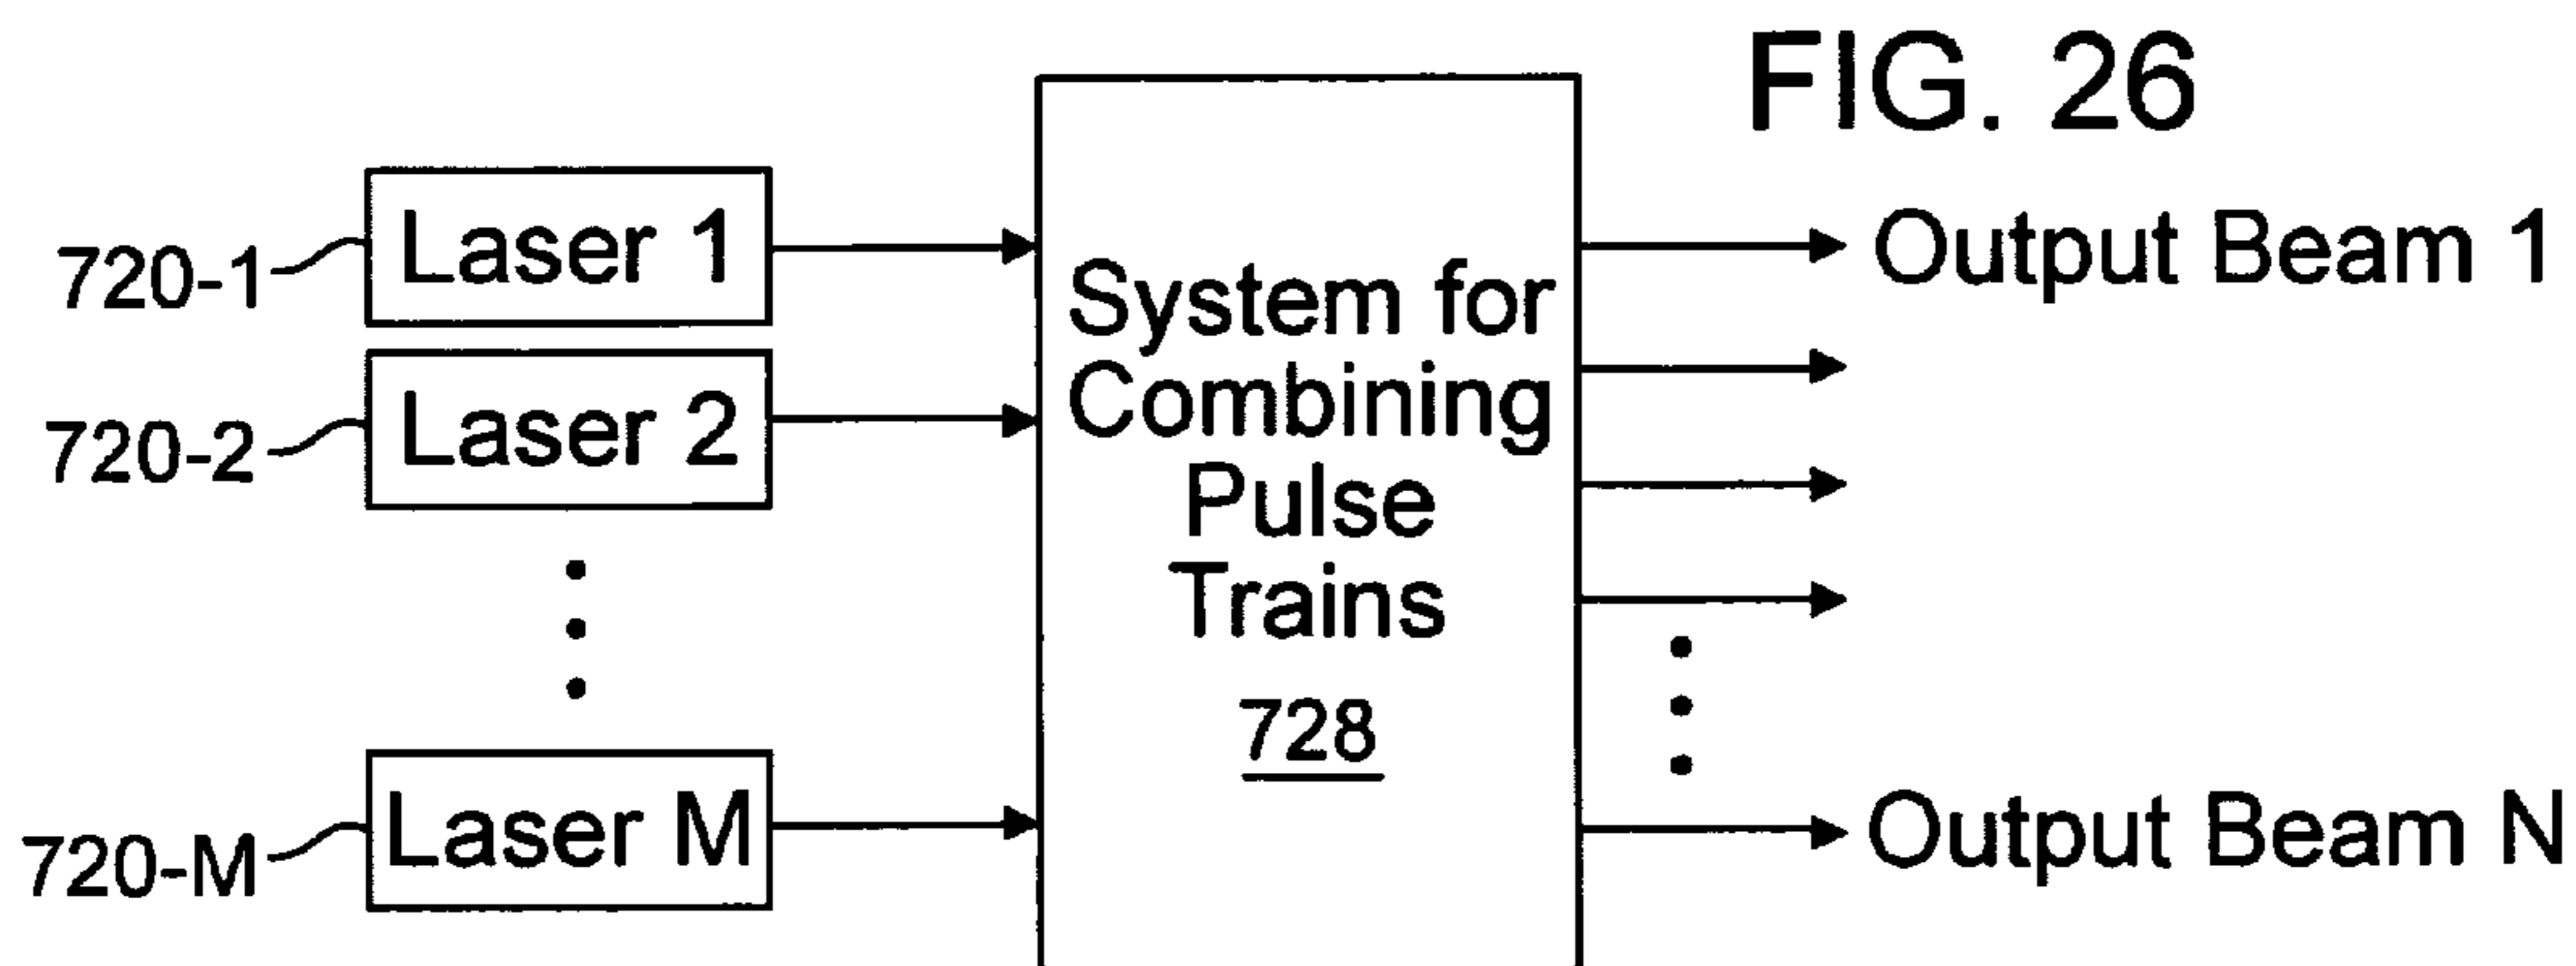 FIG. 26
720-1
Laser 1
720-2
Laser 2
720-M
Laser M
System for
Combining
Pulse
Trains
728
Output Beam 1
Output Beam N